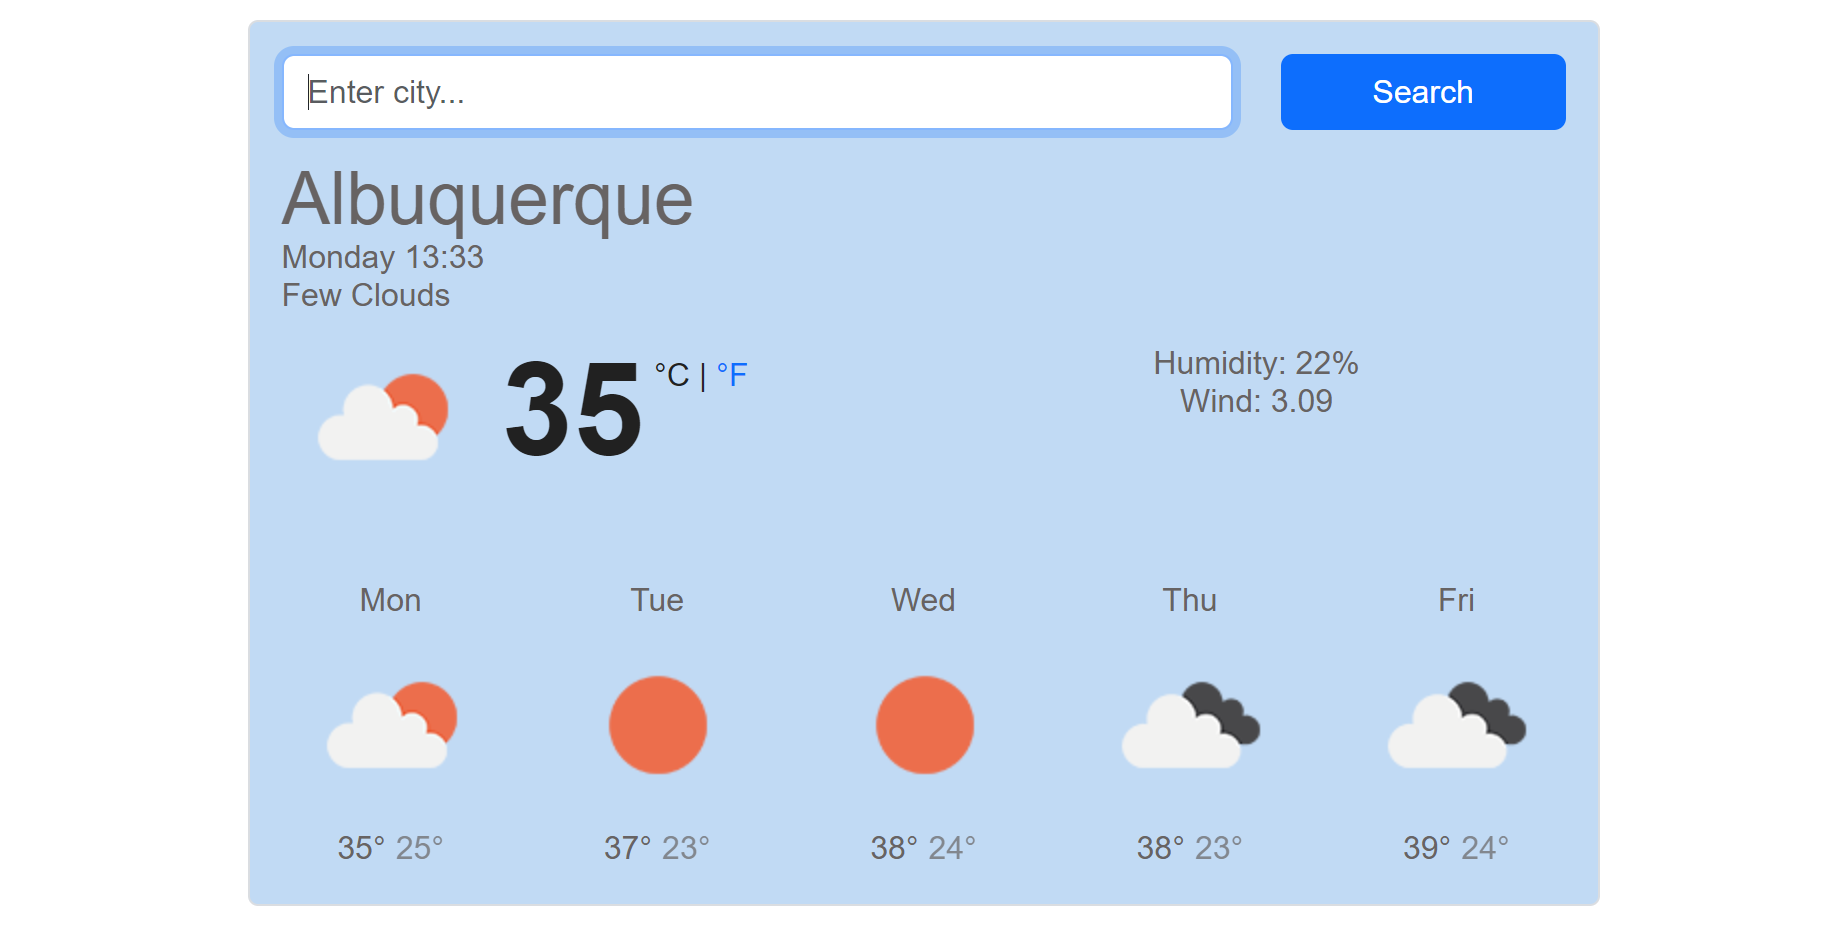 Enter city...
Search
Albuquerque
Monday 13:33
Few Clouds
35 °C | °F
Humidity: 22%
Wind: 3.09
Mon Tue Wed Thu Fri
35° 25° 37° 23° 38° 24° 38° 23° 39° 24°